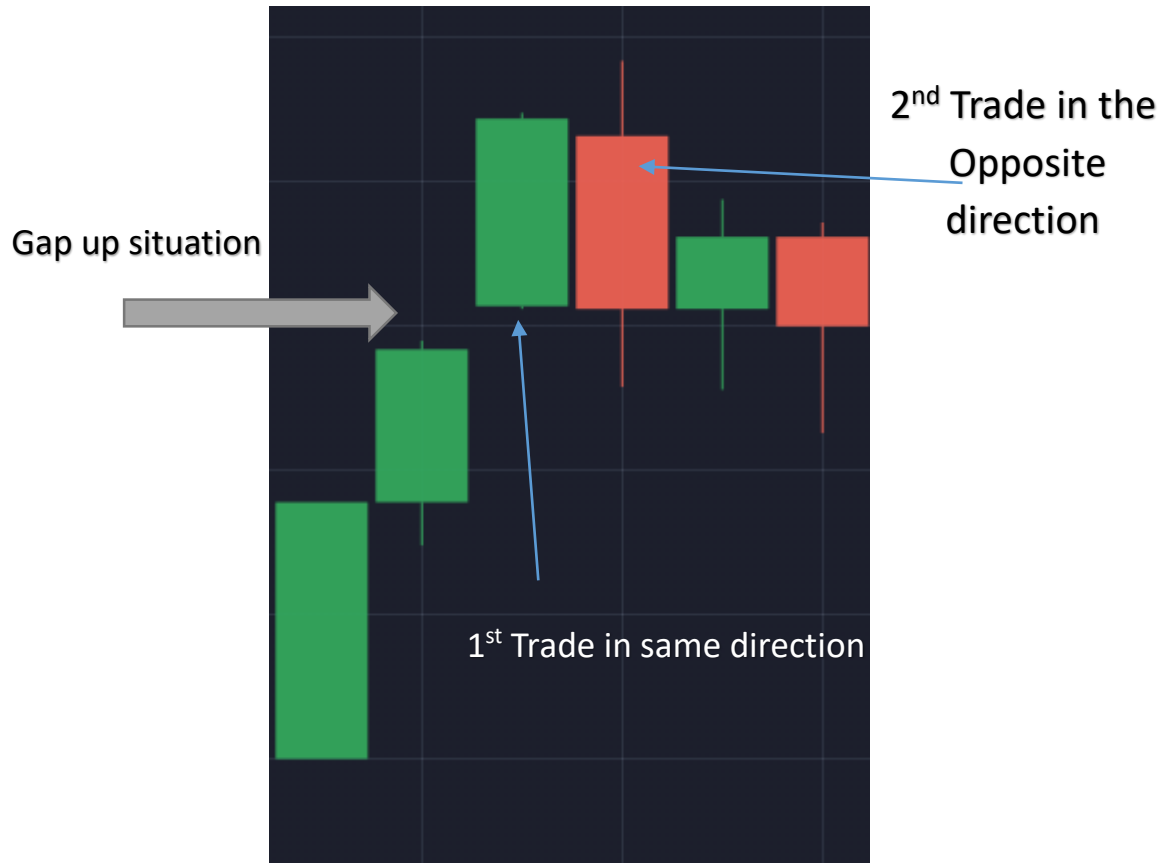 2nd Trade in the
Opposite
direction
Gap up situation
1st Trade in same direction